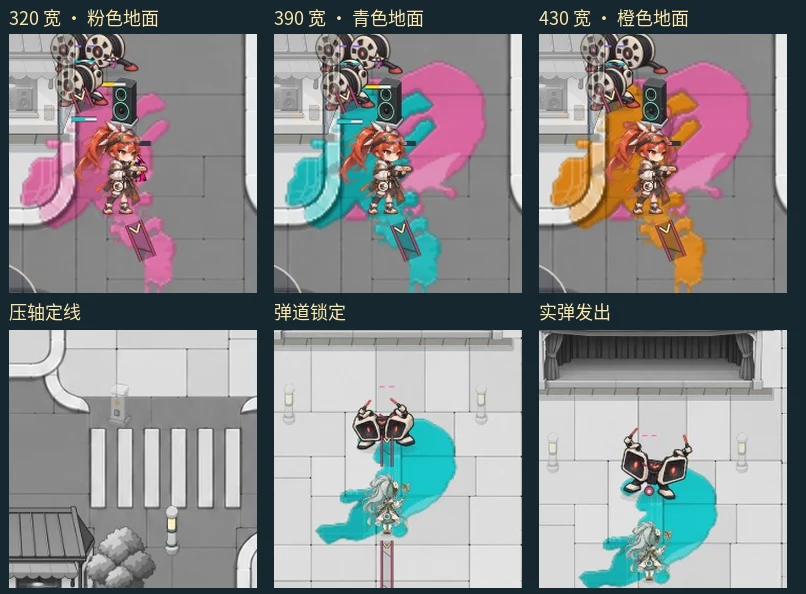 320 宽 · 粉色地面
390 宽 · 青色地面
430 宽 · 橙色地面
压轴定线
弹道锁定
实弹发出